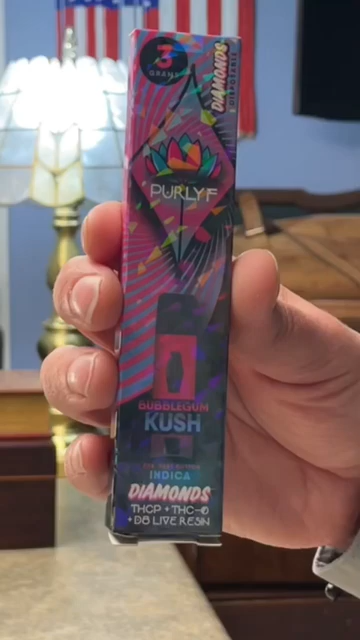 3
GRAMS
DIAMONDS
DISPOSABLE
PURLYF
BUBBLEGUM
KUSH
INDICA
DIAMONDS
THCP + THC-O
+ D8 LIVE RESIN